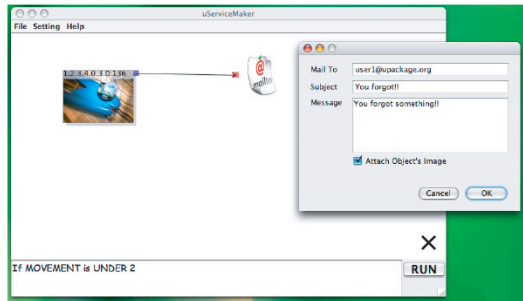 uServiceMaker
File Setting Help
1.2.3.4.0.3.0.136
@
mailto
If MOVEMENT is UNDER 2
RUN
Mail To user1@upackage.org
Subject You forgot!!
Message You forgot something!!
Attach Object's Image
Cancel OK